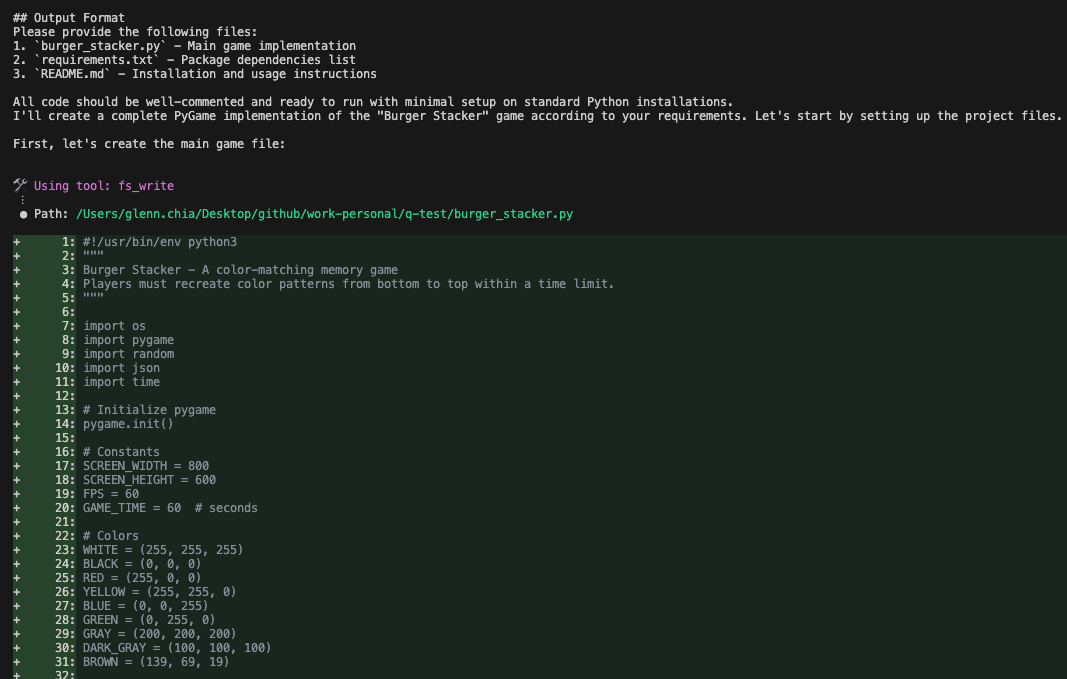 ## Output Format
Please provide the following files:
1. `burger_stacker.py` - Main game implementation
2. `requirements.txt` - Package dependencies list
3. `README.md` - Installation and usage instructions
All code should be well-commented and ready to run with minimal setup on standard Python installations.
I'll create a complete PyGame implementation of the "Burger Stacker" game according to your requirements. Let's start by setting up the project files.
First, let's create the main game file:
🛠️ Using tool: fs_write
⋮
● Path: /Users/glenn.chia/Desktop/github/work-personal/q-test/burger_stacker.py
+ 1: #!/usr/bin/env python3
+ 2: """
+ 3: Burger Stacker - A color-matching memory game
+ 4: Players must recreate color patterns from bottom to top within a time limit.
+ 5: """
+ 6:
+ 7: import os
+ 8: import pygame
+ 9: import random
+ 10: import json
+ 11: import time
+ 12:
+ 13: # Initialize pygame
+ 14: pygame.init()
+ 15:
+ 16: # Constants
+ 17: SCREEN_WIDTH = 800
+ 18: SCREEN_HEIGHT = 600
+ 19: FPS = 60
+ 20: GAME_TIME = 60  # seconds
+ 21:
+ 22: # Colors
+ 23: WHITE = (255, 255, 255)
+ 24: BLACK = (0, 0, 0)
+ 25: RED = (255, 0, 0)
+ 26: YELLOW = (255, 255, 0)
+ 27: BLUE = (0, 0, 255)
+ 28: GREEN = (0, 255, 0)
+ 29: GRAY = (200, 200, 200)
+ 30: DARK_GRAY = (100, 100, 100)
+ 31: BROWN = (139, 69, 19)
+ 32: